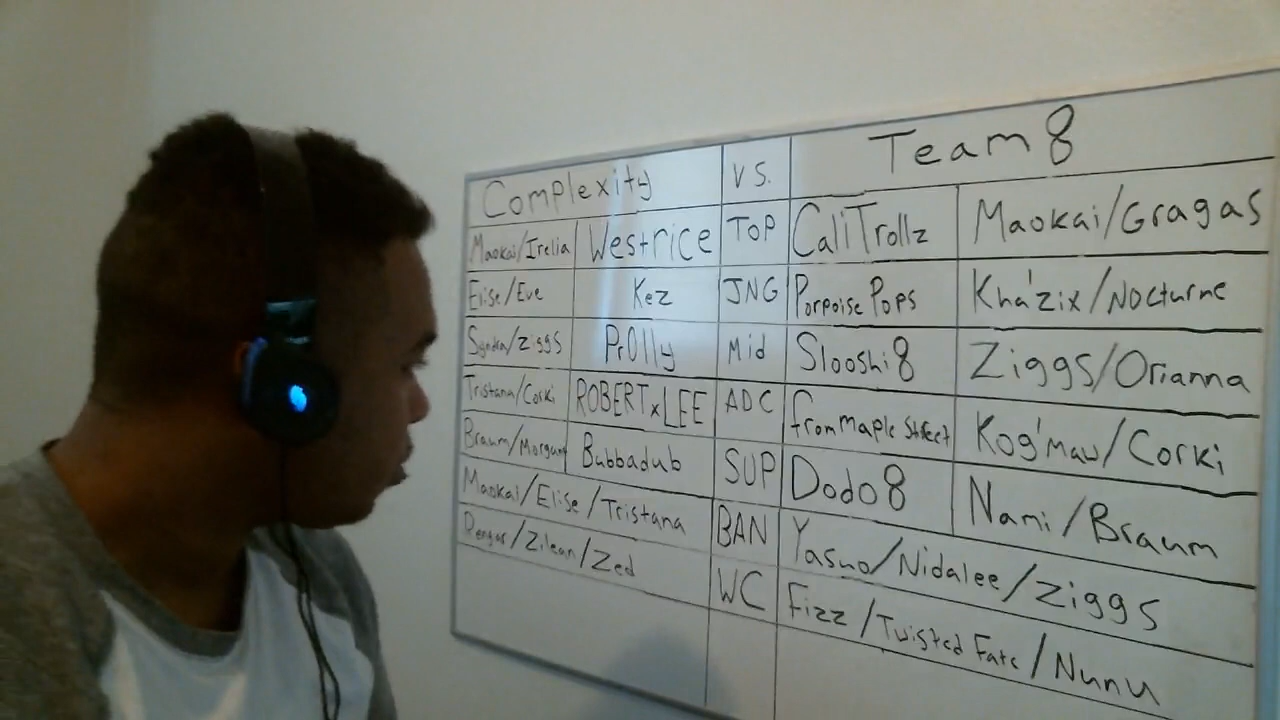 Complexity VS. Team 8
Maokai/Irelia Westrice TOP CaliTrollz Maokai/Gragas
Elise/Eve Kez JNG Porpoise Pops Kha'zix/Nocturne
Syndra/Ziggs PrOlly Mid Slooshi8 Ziggs/Orianna
Tristana/Corki ROBERTxLEE ADC fromMaple Street Kog'Maw/Corki
Braum/Morgana Bubbadub SUP Dodo8 Nami/Braum
Maokai/Elise/Tristana BAN Yasuo/Nidalee/Ziggs
Rengar/Zilean/Zed WC Fizz/Twisted Fate/Nunu